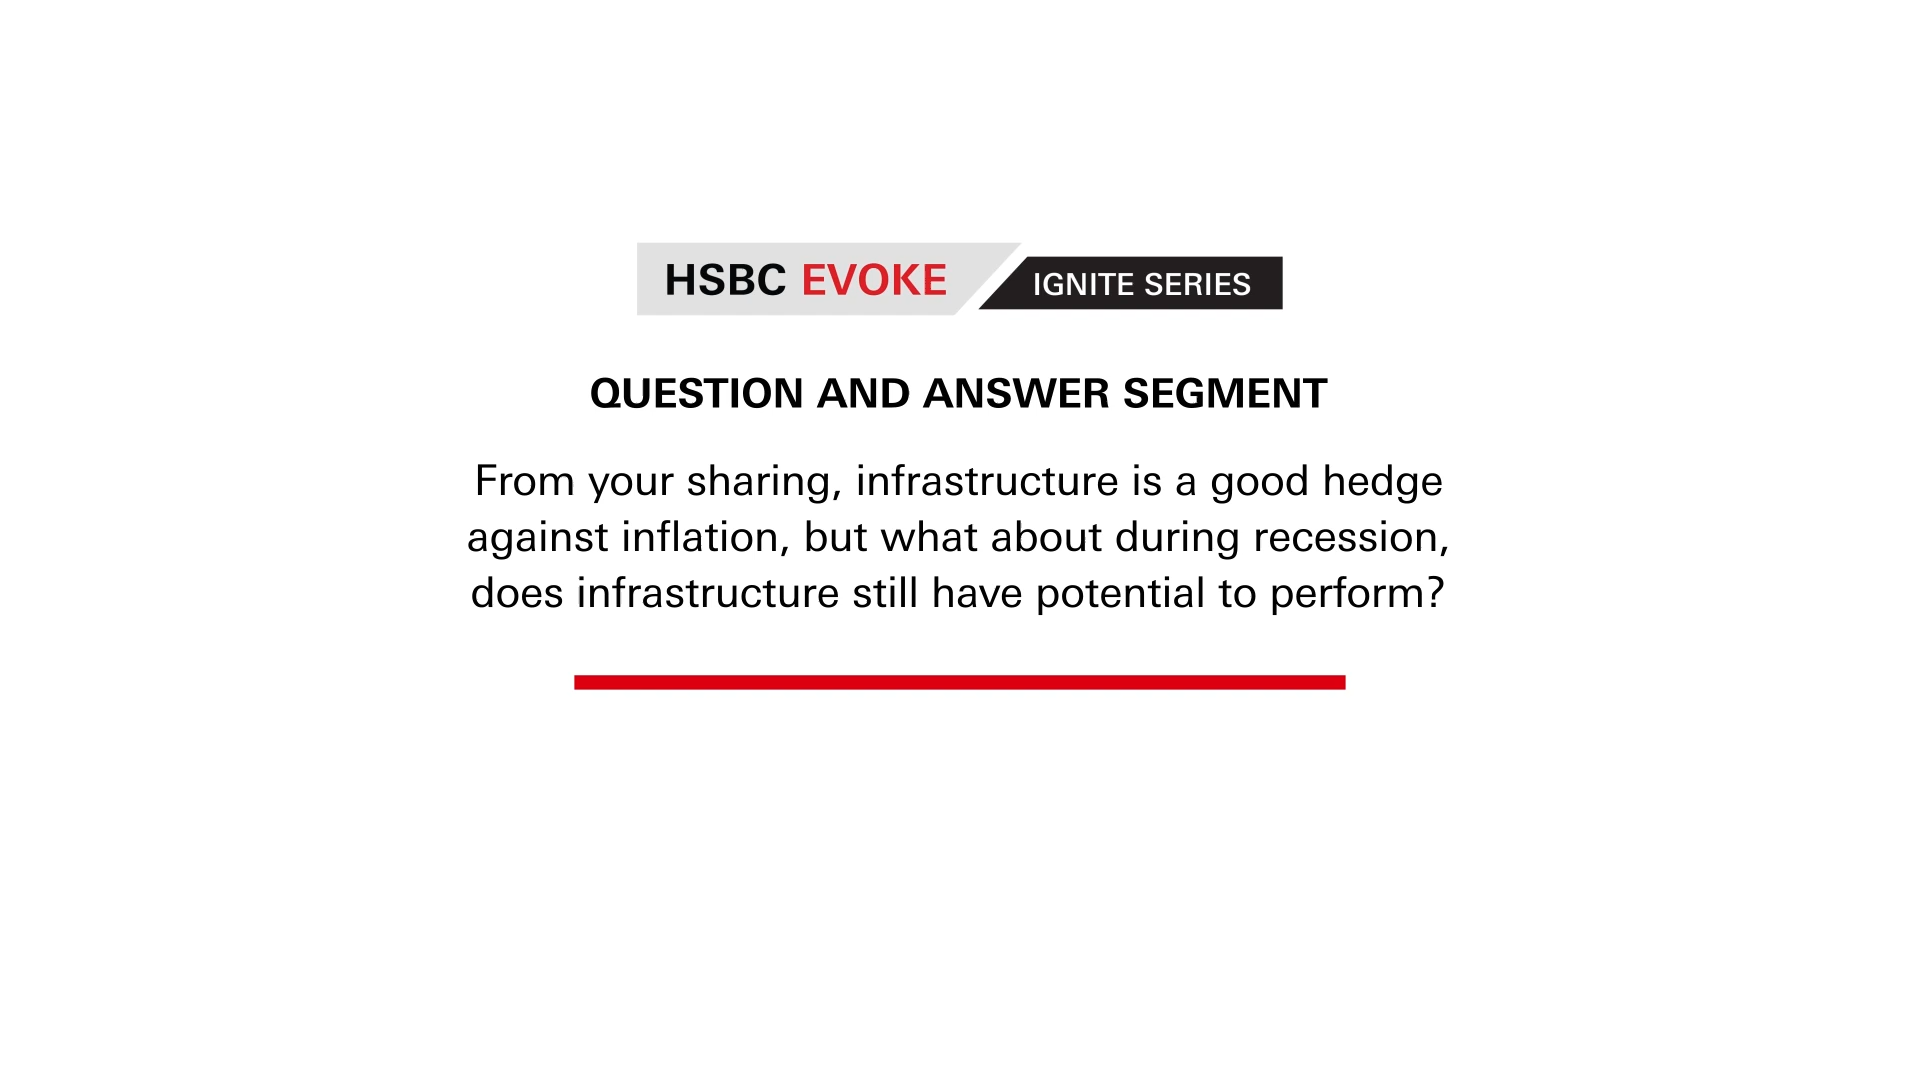 HSBC EVOKE IGNITE SERIES
QUESTION AND ANSWER SEGMENT
From your sharing, infrastructure is a good hedge
against inflation, but what about during recession,
does infrastructure still have potential to perform?